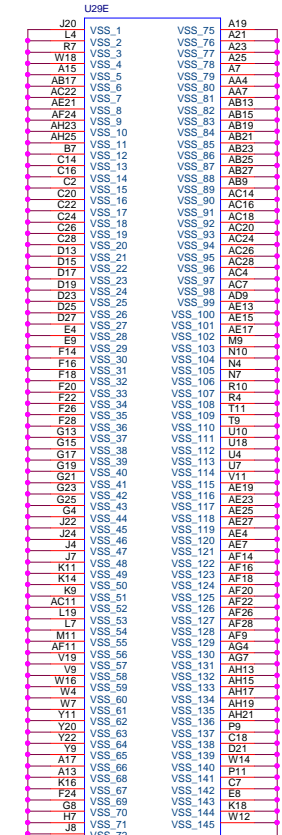 U29E
J20 VSS_1 VSS_75 A19
L4 VSS_2 VSS_76 A21
R7 VSS_3 VSS_77 A23
W18 VSS_4 VSS_78 A25
A15 VSS_5 VSS_79 A7
AB17 VSS_6 VSS_80 AA4
AC22 VSS_7 VSS_81 AA7
AE21 VSS_8 VSS_82 AB13
AF24 VSS_9 VSS_83 AB15
AH23 VSS_10 VSS_84 AB19
AH25 VSS_11 VSS_85 AB21
B7 VSS_12 VSS_86 AB23
C14 VSS_13 VSS_87 AB25
C16 VSS_14 VSS_88 AB27
C2 VSS_15 VSS_89 AB9
C20 VSS_16 VSS_90 AC14
C22 VSS_17 VSS_91 AC16
C24 VSS_18 VSS_92 AC18
C26 VSS_19 VSS_93 AC20
C28 VSS_20 VSS_94 AC24
D13 VSS_21 VSS_95 AC26
D15 VSS_22 VSS_96 AC28
D17 VSS_23 VSS_97 AC4
D19 VSS_24 VSS_98 AC7
D23 VSS_25 VSS_99 AD9
D25 VSS_26 VSS_100 AE13
D27 VSS_27 VSS_101 AE15
E4 VSS_28 VSS_102 AE17
E9 VSS_29 VSS_103 M9
F14 VSS_30 VSS_104 N10
F16 VSS_31 VSS_105 N4
F18 VSS_32 VSS_106 N7
F20 VSS_33 VSS_107 R10
F22 VSS_34 VSS_108 R4
F26 VSS_35 VSS_109 T11
F28 VSS_36 VSS_110 T9
G13 VSS_37 VSS_111 U10
G15 VSS_38 VSS_112 U18
G17 VSS_39 VSS_113 U4
G19 VSS_40 VSS_114 U7
G21 VSS_41 VSS_115 V11
G23 VSS_42 VSS_116 AE19
G25 VSS_43 VSS_117 AE23
G4 VSS_44 VSS_118 AE25
J22 VSS_45 VSS_119 AE27
J24 VSS_46 VSS_120 AE4
J4 VSS_47 VSS_121 AE7
J7 VSS_48 VSS_122 AF14
K11 VSS_49 VSS_123 AF16
K14 VSS_50 VSS_124 AF18
K9 VSS_51 VSS_125 AF20
AC11 VSS_52 VSS_126 AF22
L19 VSS_53 VSS_127 AF26
L7 VSS_54 VSS_128 AF28
M11 VSS_55 VSS_129 AF9
AF11 VSS_56 VSS_130 AG4
V19 VSS_57 VSS_131 AG7
V9 VSS_58 VSS_132 AH13
W16 VSS_59 VSS_133 AH15
W4 VSS_60 VSS_134 AH17
W7 VSS_61 VSS_135 AH19
Y11 VSS_62 VSS_136 AH21
Y20 VSS_63 VSS_137 P9
Y22 VSS_64 VSS_138 C18
Y9 VSS_65 VSS_139 D21
A17 VSS_66 VSS_140 W14
A13 VSS_67 VSS_141 P11
K16 VSS_68 VSS_142 C7
F24 VSS_69 VSS_143 E8
G8 VSS_70 VSS_144 K18
H7 VSS_71 VSS_145
J8